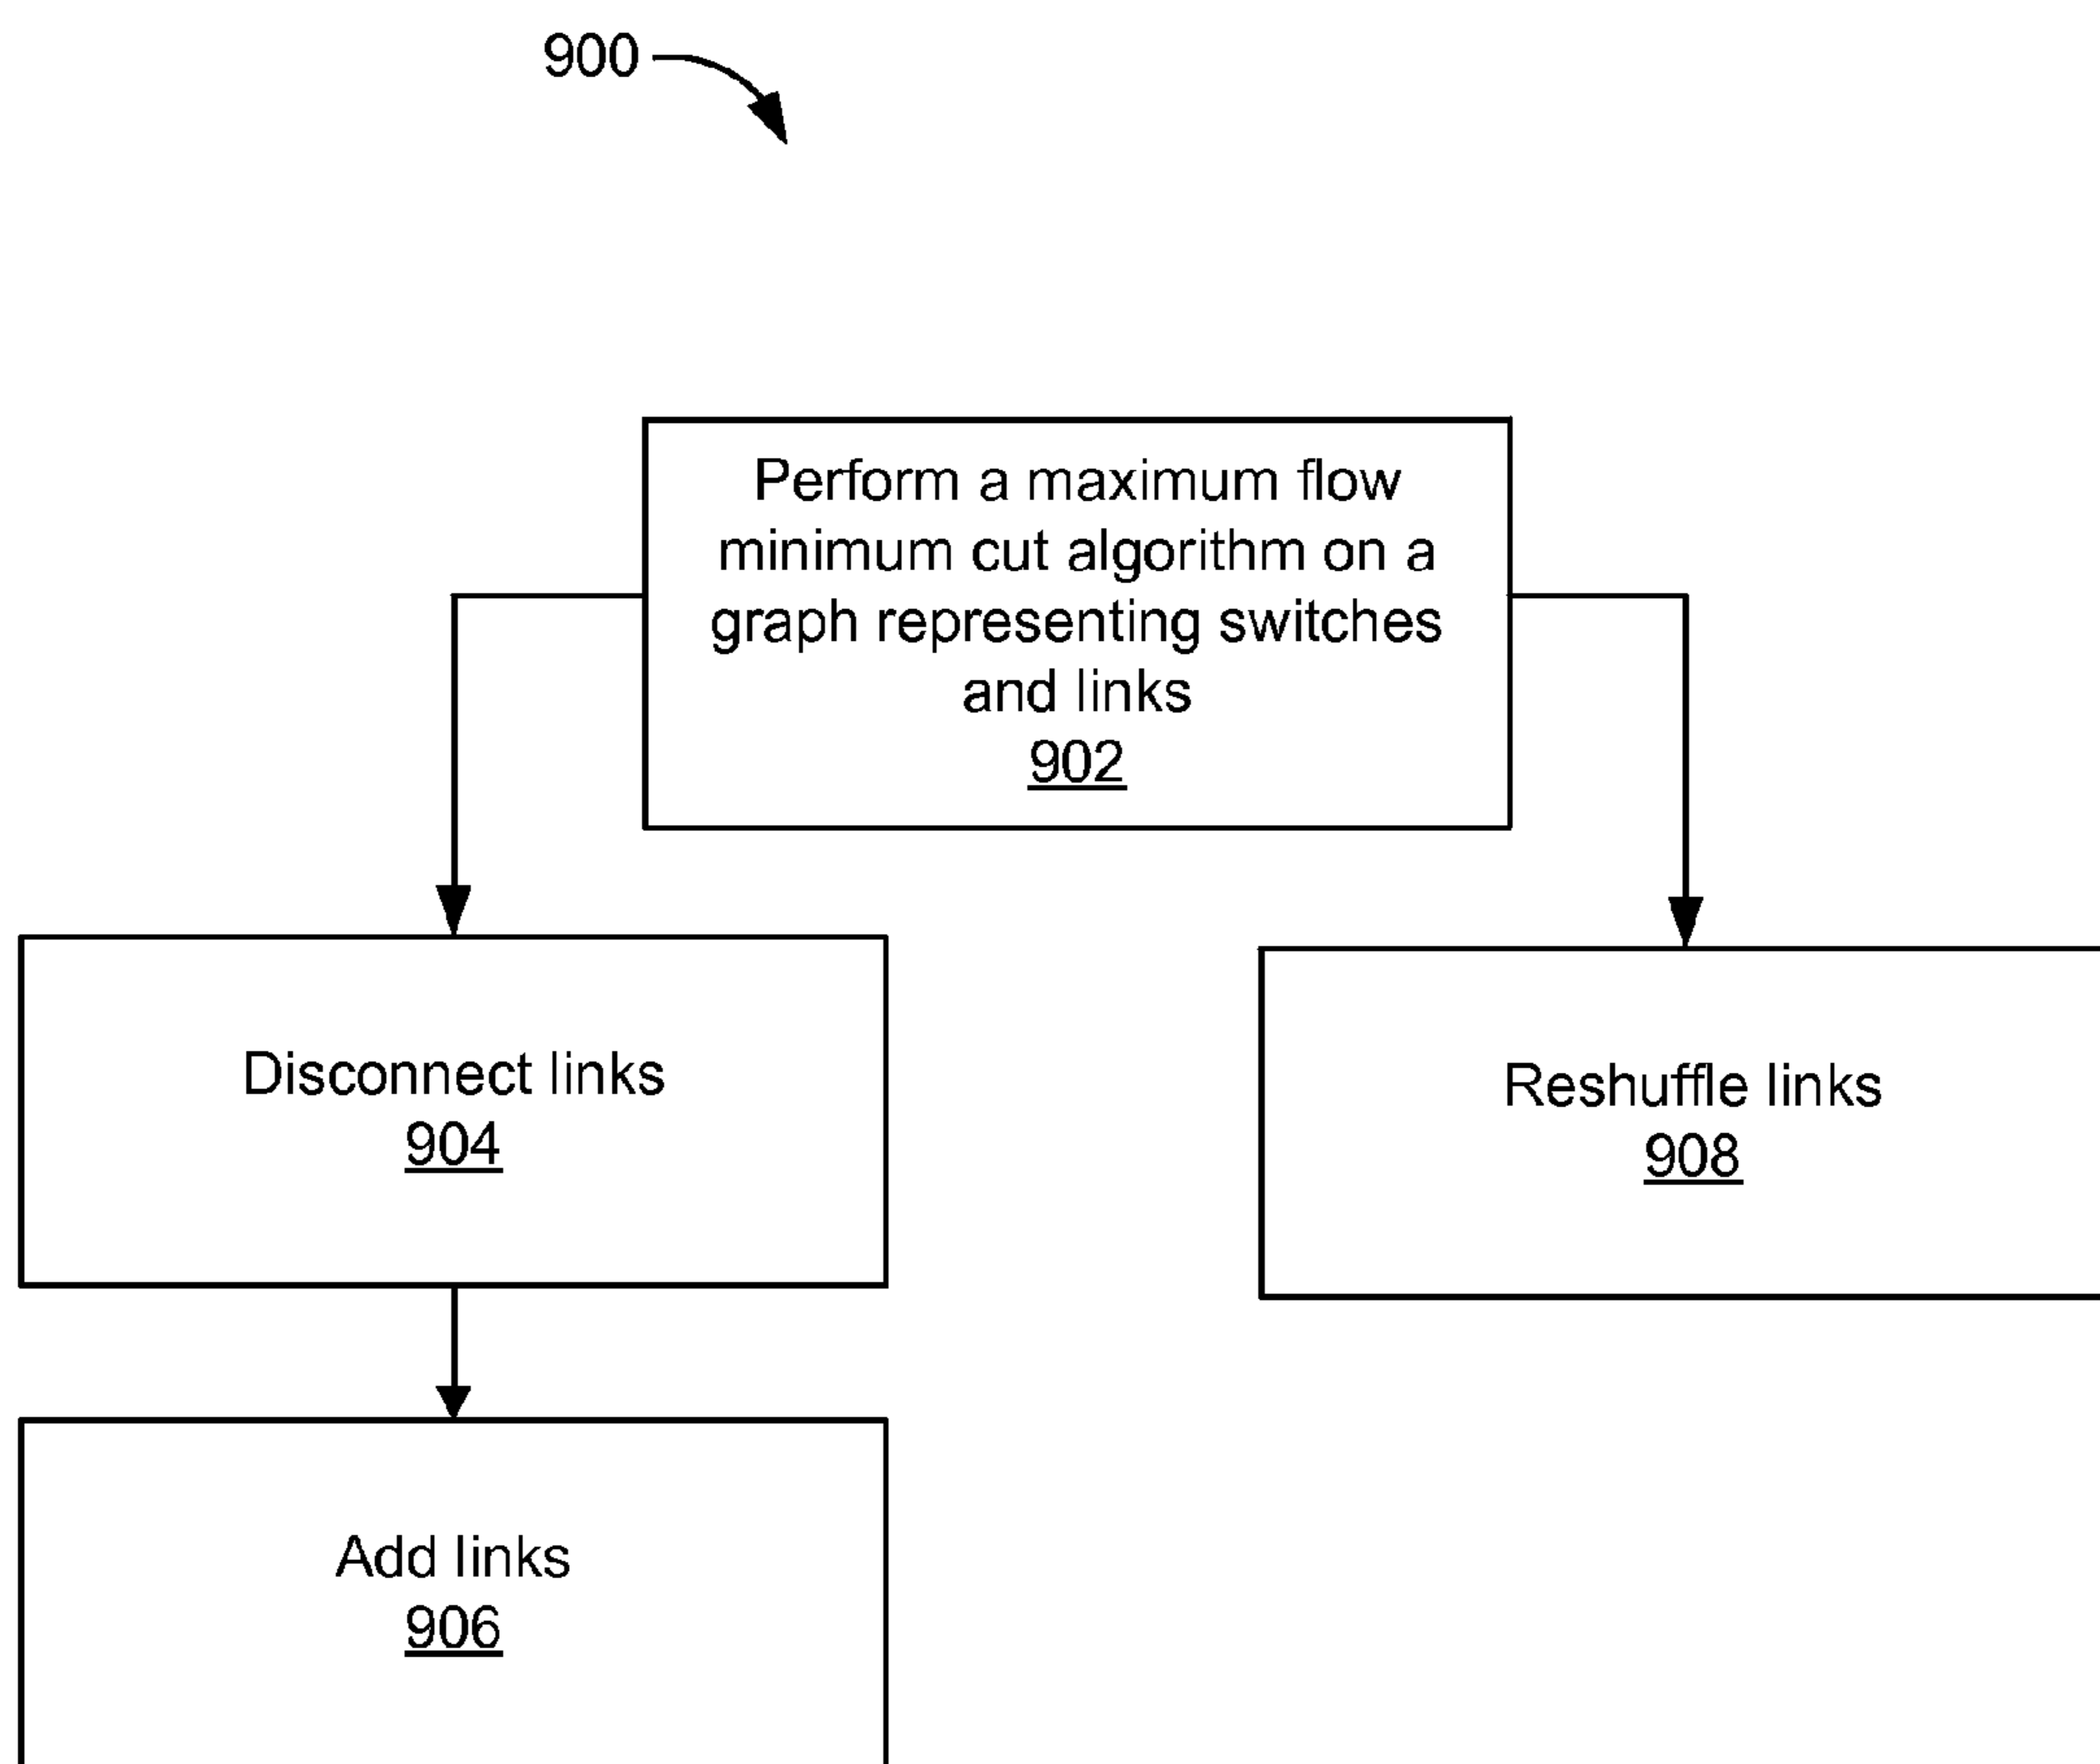 900
Perform a maximum flow
minimum cut algorithm on a
graph representing switches
and links
902
Disconnect links
904
Reshuffle links
908
Add links
906